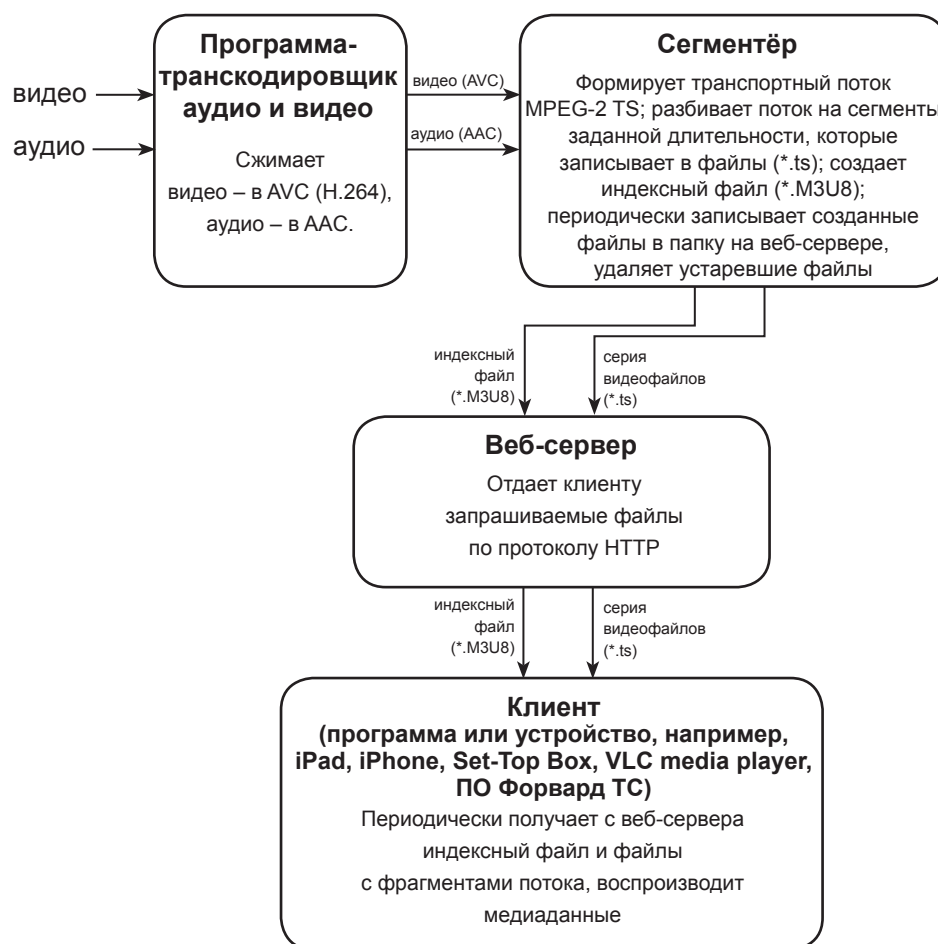 видео
аудио
Программа-
транскодировщик
аудио и видео
Сжимает
видео – в AVC (H.264),
аудио – в AAC.
видео (AVC)
аудио (AAC)
Сегментёр
Формирует транспортный поток
MPEG-2 TS; разбивает поток на сегменты
заданной длительности, которые
записывает в файлы (*.ts); создает
индексный файл (*.M3U8);
периодически записывает созданные
файлы в папку на веб-сервере,
удаляет устаревшие файлы
индексный
файл
(*.M3U8)
серия
видеофайлов
(*.ts)
Веб-сервер
Отдает клиенту
запрашиваемые файлы
по протоколу HTTP
индексный
файл
(*.M3U8)
серия
видеофайлов
(*.ts)
Клиент
(программа или устройство, например,
iPad, iPhone, Set-Top Box, VLC media player,
ПО Форвард ТС)
Периодически получает с веб-сервера
индексный файл и файлы
с фрагментами потока, воспроизводит
медиаданные